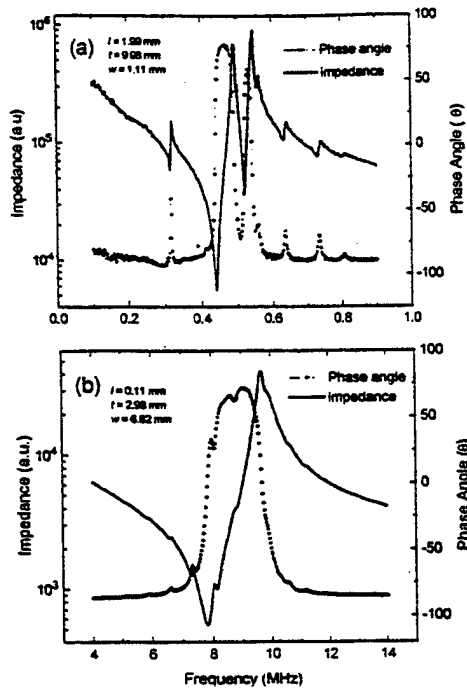 (a)
l = 1.99 mm
t = 9.98 mm
w = 1.11 mm
Phase angle
impedance
Impedance (a.u)
Phase Angle ( θ)
10⁶
10⁵
10⁴
100
50
0
-50
-100
0.0 0.2 0.4 0.6 0.8 1.0
(b)
l = 0.11 mm
t = 2.98 mm
w = 6.82 mm
Phase angle
impedance
Impedance (a.u.)
Phase Angle (θ)
10⁴
10³
100
50
0
-50
-100
4 6 8 10 12 14
Frequency (MHz)